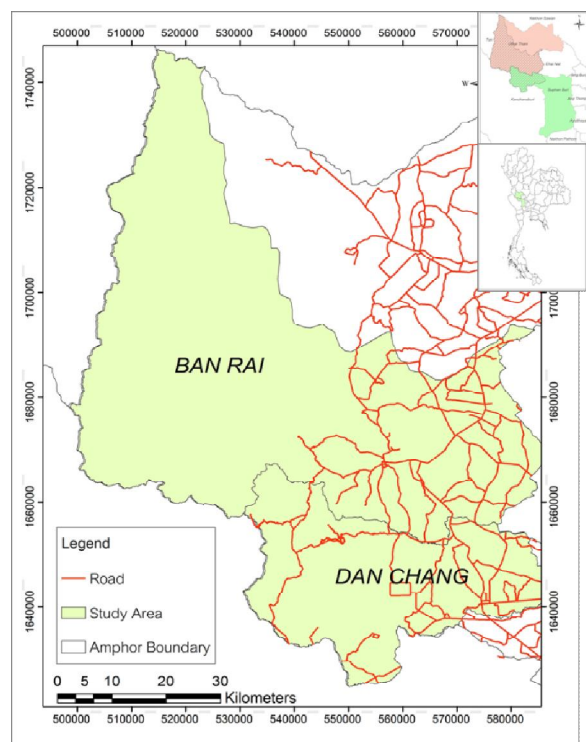 500000 510000 520000 530000 540000 550000 560000 570000
1740000
1720000
1700000
1680000
1660000
1640000
BAN RAI
DAN CHANG
Legend
Road
Study Area
Amphor Boundary
0 5 10 20 30
Kilometers
500000 510000 520000 530000 540000 550000 560000 570000 580000
1680000
1660000
1640000